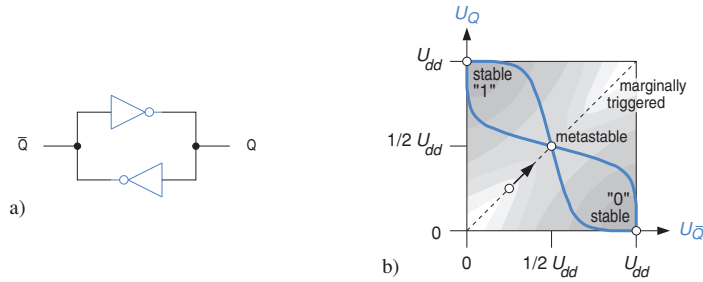 Q̅
Q
a)
U_Q
U_dd
stable
"1"
marginally
triggered
1/2 U_dd
metastable
"0"
stable
0
U_Q̅
b)
0
1/2 U_dd
U_dd